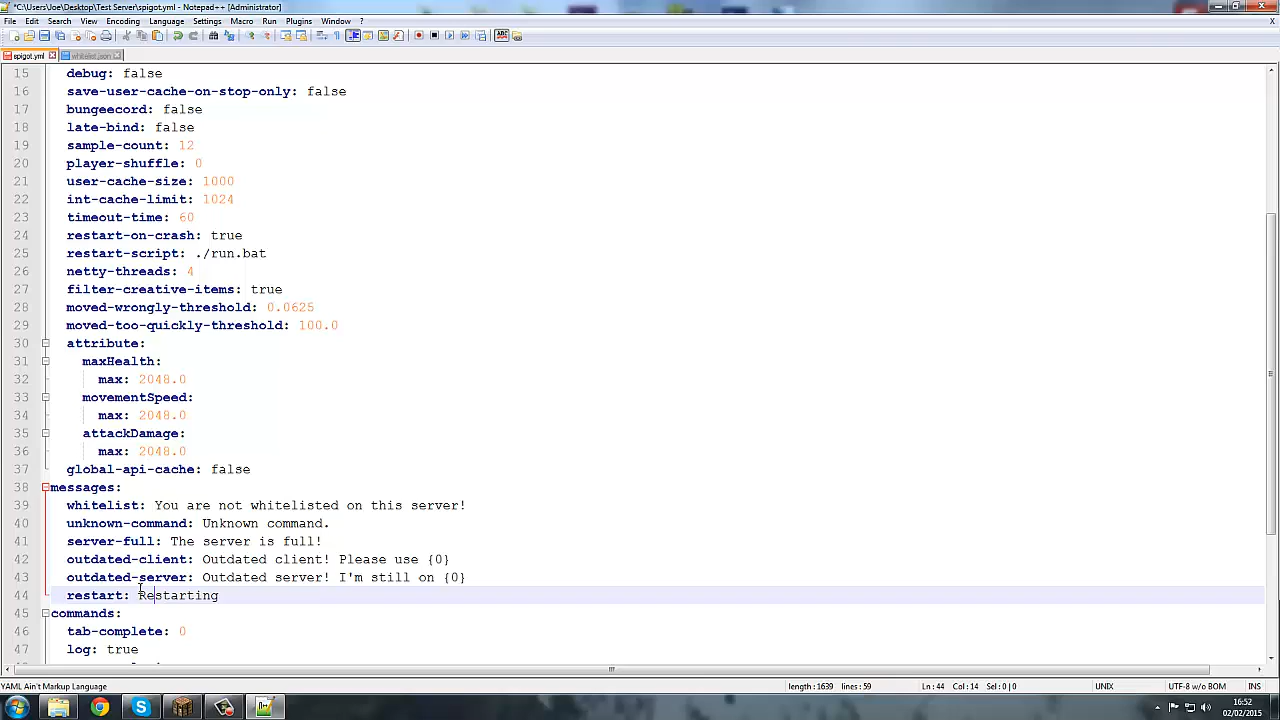 *C:\Users\Joe\Desktop\Test Server\spigot.yml - Notepad++ [Administrator]
File Edit Search View Encoding Language Settings Macro Run Plugins Window ? X
spigot.yml whitelist.json
15 debug: false
16 save-user-cache-on-stop-only: false
17 bungeecord: false
18 late-bind: false
19 sample-count: 12
20 player-shuffle: 0
21 user-cache-size: 1000
22 int-cache-limit: 1024
23 timeout-time: 60
24 restart-on-crash: true
25 restart-script: ./run.bat
26 netty-threads: 4
27 filter-creative-items: true
28 moved-wrongly-threshold: 0.0625
29 moved-too-quickly-threshold: 100.0
30 attribute:
31 maxHealth:
32 max: 2048.0
33 movementSpeed:
34 max: 2048.0
35 attackDamage:
36 max: 2048.0
37 global-api-cache: false
38 messages:
39 whitelist: You are not whitelisted on this server!
40 unknown-command: Unknown command.
41 server-full: The server is full!
42 outdated-client: Outdated client! Please use {0}
43 outdated-server: Outdated server! I'm still on {0}
44 restart: Restarting
45 commands:
46 tab-complete: 0
47 log: true
YAML Ain't Markup Language length : 1639 lines : 59 Ln : 44 Col : 14 Sel : 0 | 0 UNIX UTF-8 w/o BOM INS
16:52
02/02/2015